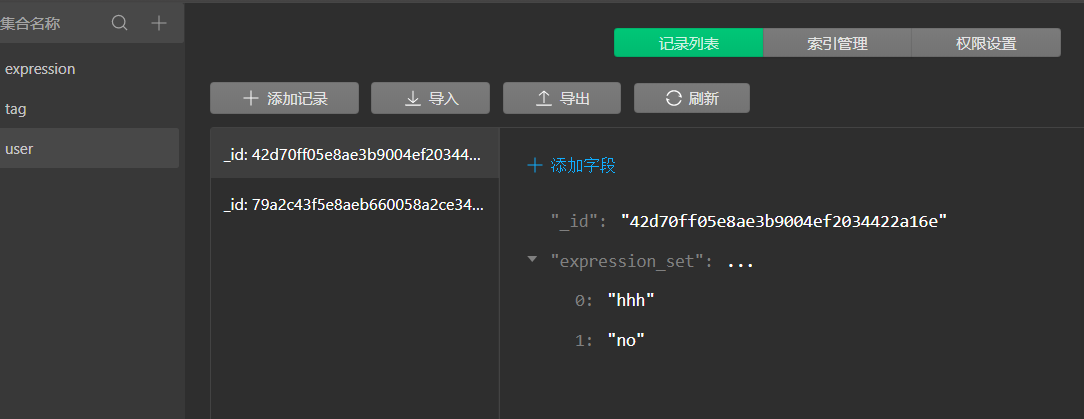 集合名称
expression
tag
user
记录列表 索引管理 权限设置
添加记录 导入 导出 刷新
_id: 42d70ff05e8ae3b9004ef20344...
_id: 79a2c43f5e8aeb660058a2ce34...
添加字段
"_id": "42d70ff05e8ae3b9004ef2034422a16e"
"expression_set": ...
0: "hhh"
1: "no"